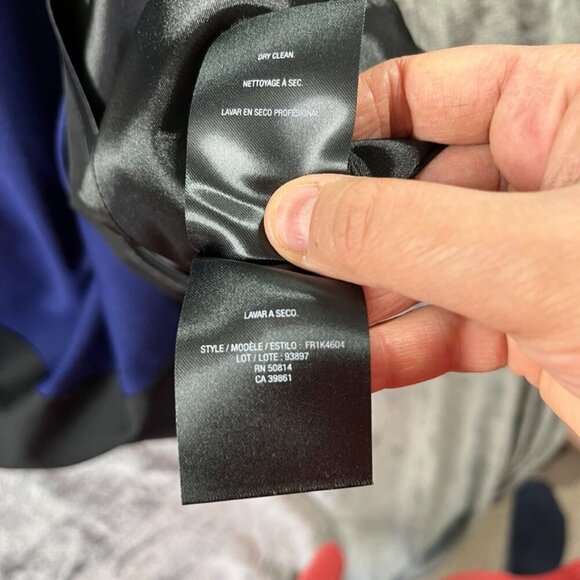 DRY CLEAN.
NETTOYAGE À SEC.
LAVAR EN SECO PROFESIONAL
LAVAR A SECO.
STYLE / MODÈLE / ESTILO : FR1K4604
LOT / LOTE : 93897
RN 50814
CA 39861